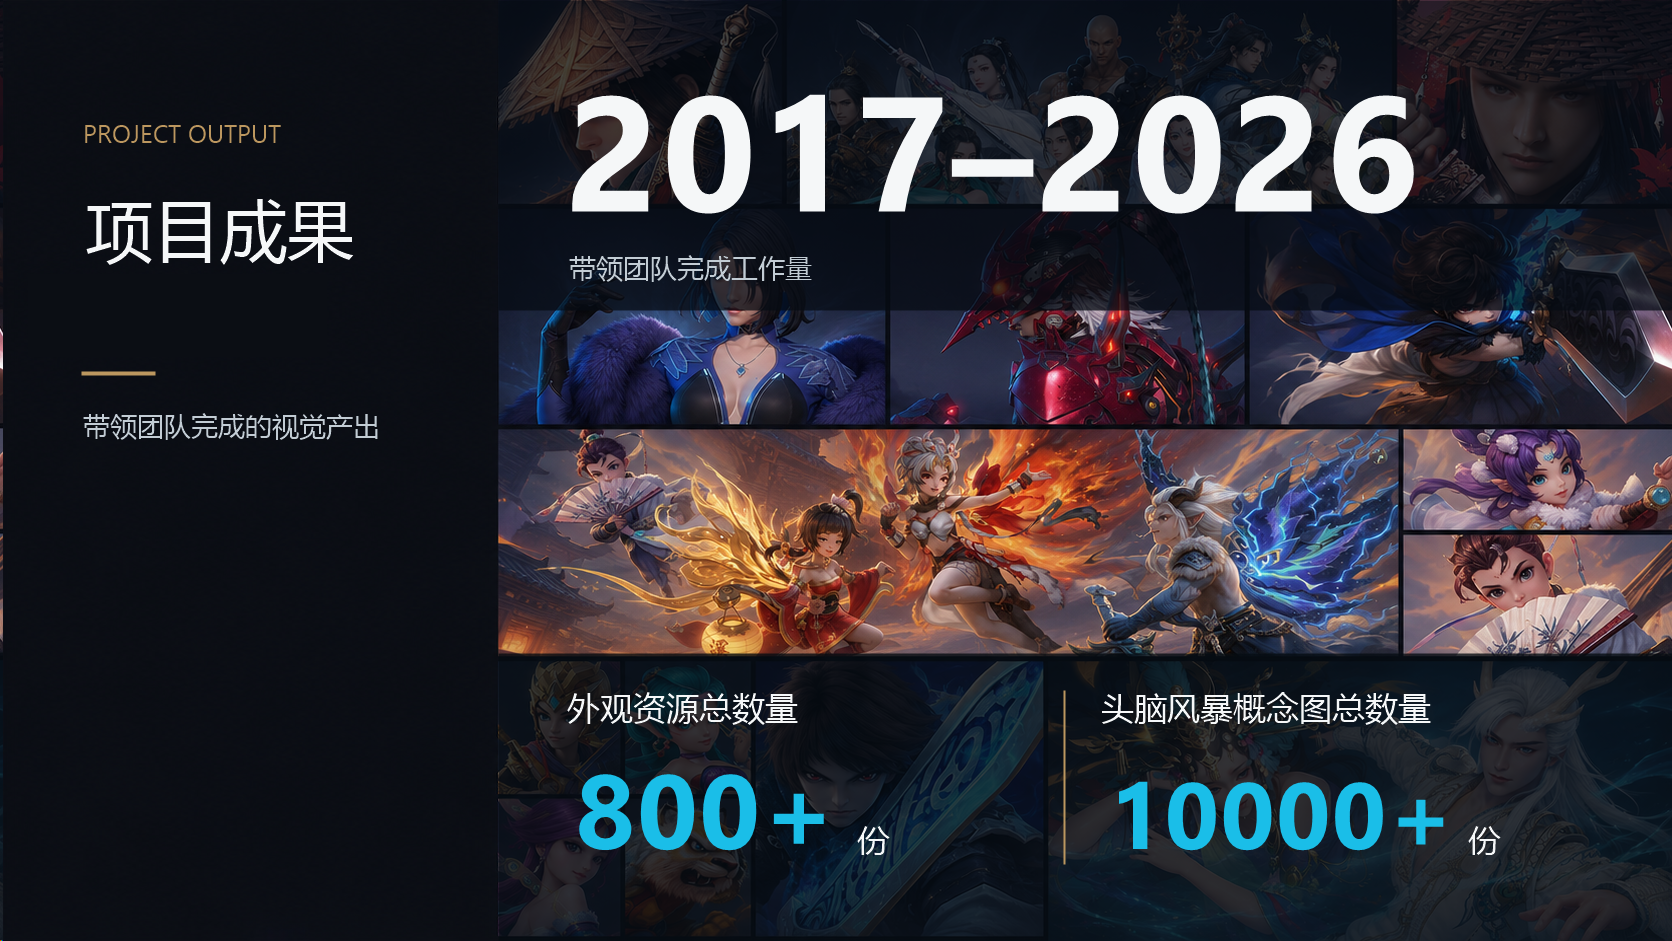 PROJECT OUTPUT
项目成果
带领团队完成的视觉产出
2017–2026
带领团队完成工作量
外观资源总数量
800+ 份
头脑风暴概念图总数量
10000+ 份